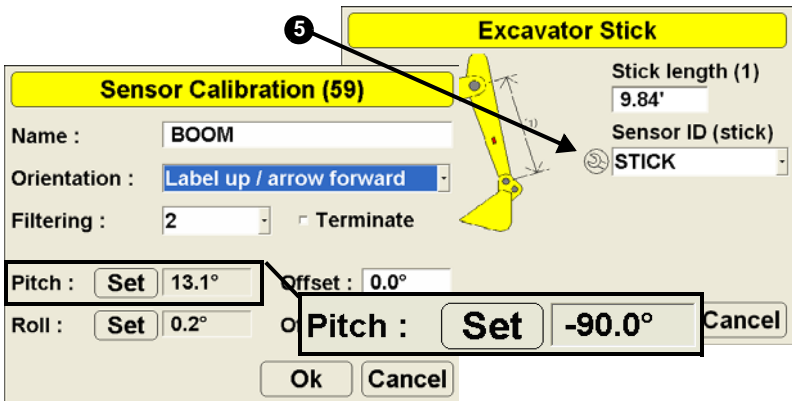 5
Excavator Stick
Stick length (1)
9.84'
(1)
Sensor ID (stick)
STICK
Cancel
Sensor Calibration (59)
Name :
BOOM
Orientation :
Label up / arrow forward
Filtering :
2
Terminate
Pitch :
Set
13.1°
Offset :
0.0°
Roll :
Set
0.2°
Ok
Cancel
Pitch :
Set
-90.0°